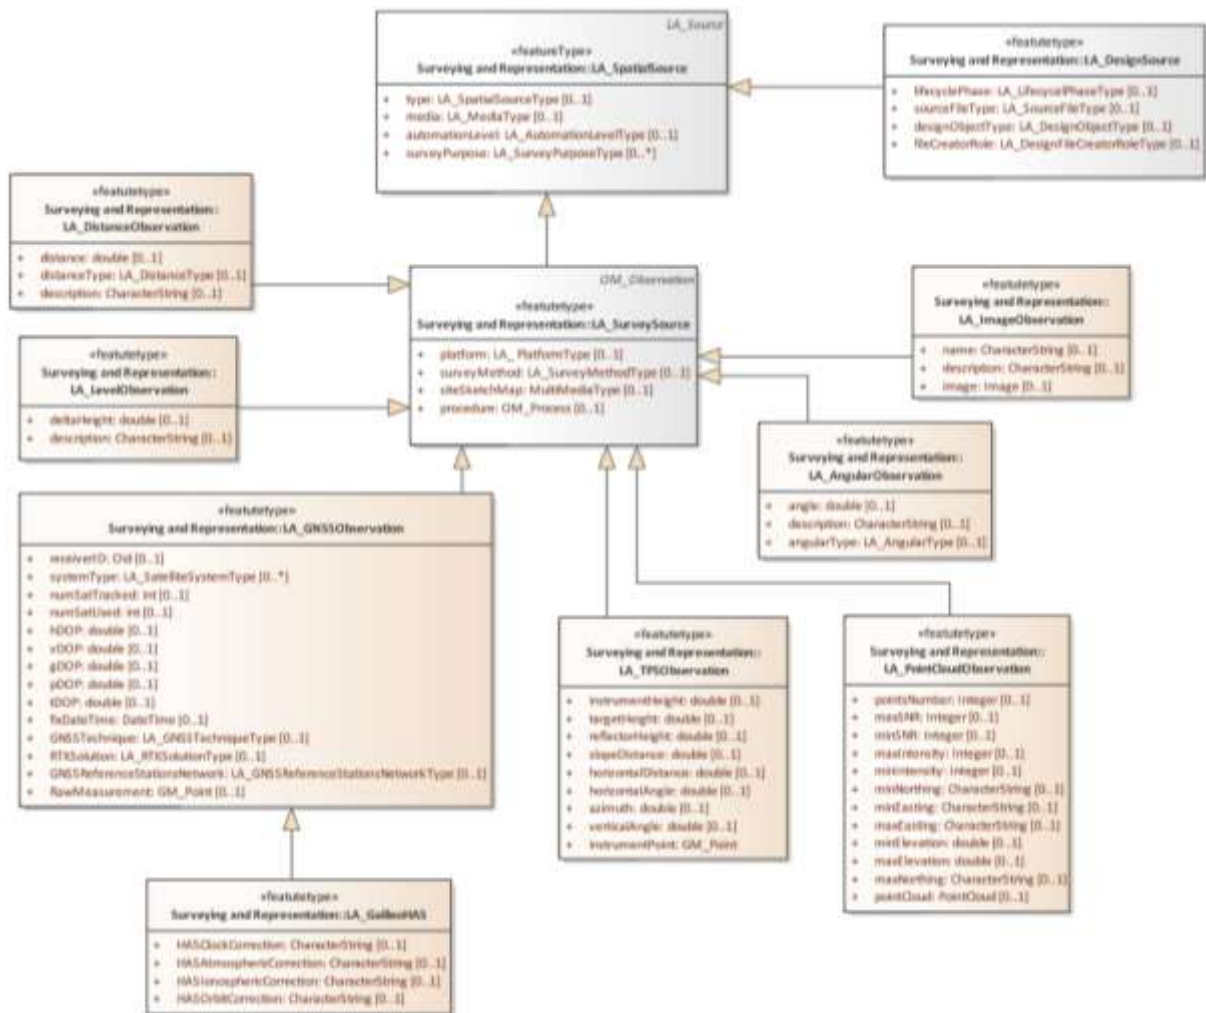 LA_Source
«featureType»
Surveying and Representation::LA_SpatialSource
+ type: LA_SpatialSourceType [0..1]
+ media: LA_MediaType [0..1]
+ automationLevel: LA_AutomationLevelType [0..1]
+ surveyPurpose: LA_SurveyPurposeType [0..*]
«featutetype»
Surveying and Representation::LA_DesignSource
+ lifecyclePhase: LA_LifecyclePhaseType [0..1]
+ sourceFileType: LA_SourceFileType [0..1]
+ designObjectType: LA_DesignObjectType [0..1]
+ fileCreatorRole: LA_DesignFileCreatorRoleType [0..1]
«featutetype»
Surveying and Representation::
LA_DistanceObservation
+ distance: double [0..1]
+ distanceType: LA_DistanceType [0..1]
+ description: CharacterString [0..1]
OM_Observation
«featutetype»
Surveying and Representation::LA_SurveySource
+ platform: LA_ PlatformType [0..1]
+ surveyMethod: LA_SurveyMethodType [0..1]
+ siteSketchMap: MultiMediaType [0..1]
+ procedure: OM_Process [0..1]
«featutetype»
Surveying and Representation::
LA_ImageObservation
+ name: CharacterString [0..1]
+ description: CharacterString [0..1]
+ image: Image [0..1]
«featutetype»
Surveying and Representation::
LA_LevelObservation
+ deltaHeight: double [0..1]
+ description: CharacterString [0..1]
«featutetype»
Surveying and Representation::
LA_AngularObservation
+ angle: double [0..1]
+ description: CharacterString [0..1]
+ angularType: LA_AngularType [0..1]
«featutetype»
Surveying and Representation::LA_GNSSObservation
+ receiverID: Oid [0..1]
+ systemType: LA_SatelliteSystemType [0..*]
+ numSatTracked: int [0..1]
+ numSatUsed: int [0..1]
+ hDOP: double [0..1]
+ vDOP: double [0..1]
+ gDOP: double [0..1]
+ pDOP: double [0..1]
+ tDOP: double [0..1]
+ fixDateTime: DateTime [0..1]
+ GNSSTechnique: LA_GNSSTechniqueType [0..1]
+ RTKSolution: LA_RTKSolutionType [0..1]
+ GNSSReferenceStationsNetwork: LA_GNSSReferenceStationsNetworkType [0..1]
+ RawMeasurement: GM_Point [0..1]
«featutetype»
Surveying and Representation::
LA_TPSObservation
+ instrumentHeight: double [0..1]
+ targetHeight: double [0..1]
+ reflectorHeight: double [0..1]
+ slopeDistance: double [0..1]
+ horizontalDistance: double [0..1]
+ horizontalAngle: double [0..1]
+ azimuth: double [0..1]
+ verticalAngle: double [0..1]
+ instrumentPoint: GM_Point
«featutetype»
Surveying and Representation::
LA_PointCloudObservation
+ pointsNumber: Integer [0..1]
+ maxSNR: Integer [0..1]
+ minSNR: Integer [0..1]
+ maxIntensity: Integer [0..1]
+ minIntensity: Integer [0..1]
+ minNorthing: CharacterString [0..1]
+ minEasting: CharacterString [0..1]
+ maxEasting: CharacterString [0..1]
+ minElevation: double [0..1]
+ maxElevation: double [0..1]
+ maxNorthing: CharacterString [0..1]
+ pointCloud: PointCloud [0..1]
«featutetype»
Surveying and Representation::LA_GalileoHAS
+ HASClockCorrection: CharacterString [0..1]
+ HASAtmosphericCorrection: CharacterString [0..1]
+ HASIonosphericCorrection: CharacterString [0..1]
+ HASOrbitCorrection: CharacterString [0..1]